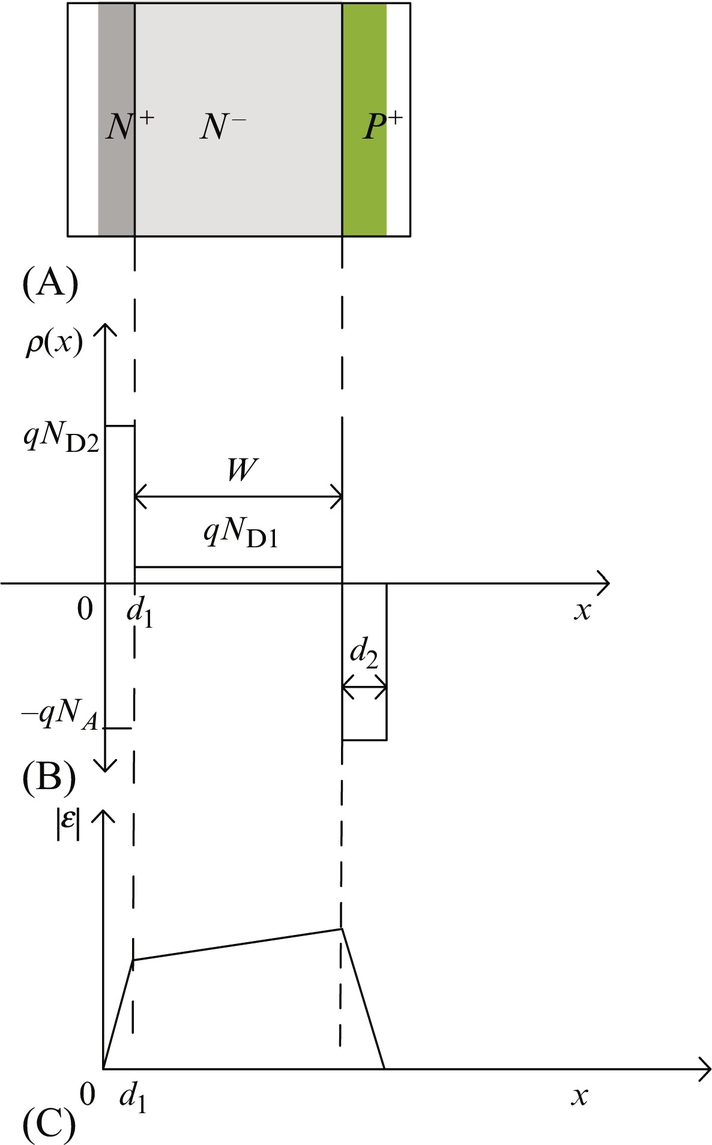 N⁺ N⁻ P⁺
(A)
ρ(x)
qN_D2
W
qN_D1
0 d₁ x
d₂
–qN_A
(B)
|ε|
0 d₁ x
(C)